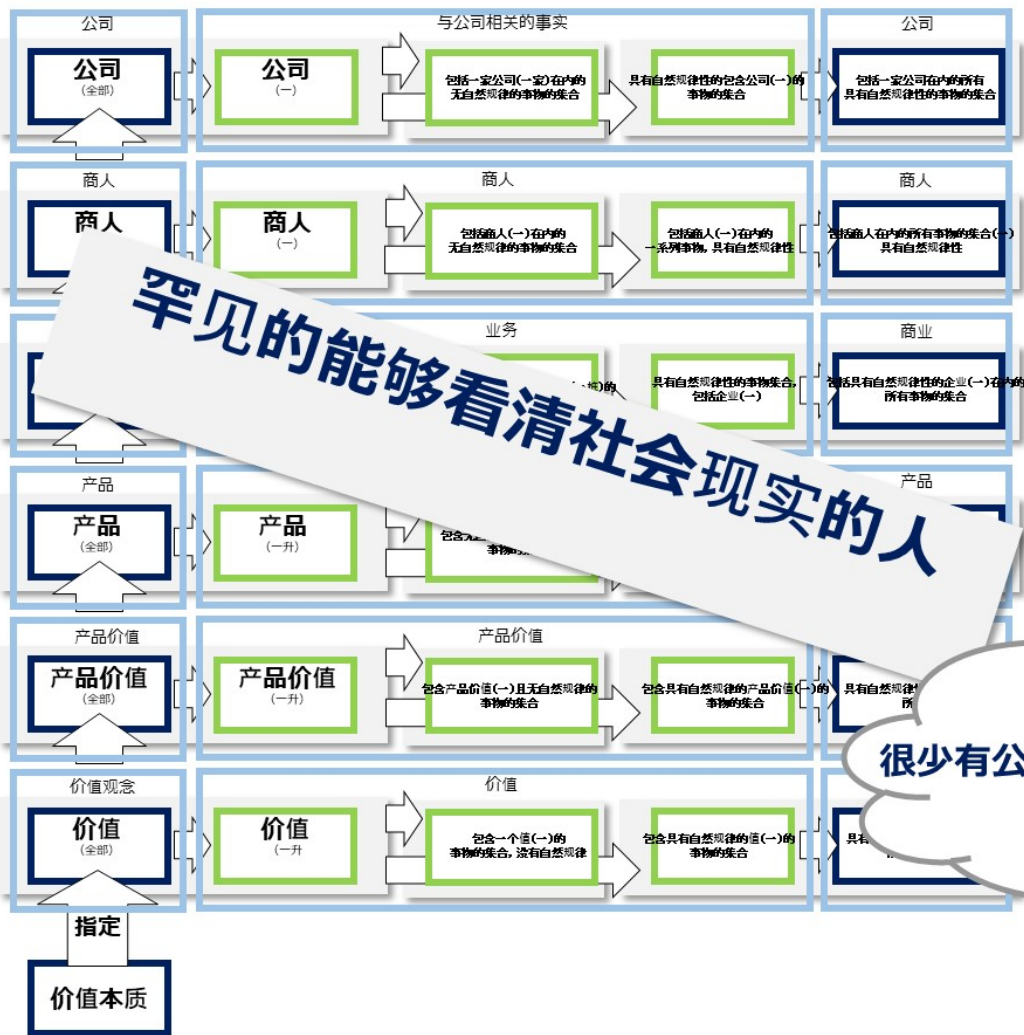 公司
与公司相关的事实
公司
公司
(全部)
公司
(一)
包括一家公司(一家)在内的
无自然规律的事物的集合
具有自然规律性的包含公司(一)的
事物的集合
包括一家公司在内的所有
具有自然规律性的事物的集合
商人
商人
商人
商人
商人
(一)
包括商人(一)在内的
无自然规律的事物的集合
包括商人(一)在内的
一系列事物,具有自然规律性
包括商人在内的所有事物的集合(一)
具有自然规律性
罕见的能够看清社会现实的人
业务
商业
具有自然规律性的事物集合,
包括企业(一)
包括具有自然规律性的企业(一)在内的
所有事物的集合
产品
产品
产品
(全部)
产品
(一升)
产品价值
产品价值
产品价值
(全部)
产品价值
(一升)
包含产品价值(一)且无自然规律的
事物的集合
包含具有自然规律的产品价值(一)的
事物的集合
具有自然规律
所
很少有公
价值观念
价值
价值
(全部)
价值
(一升
包含一个值(一)的
事物的集合,没有自然规律
包含具有自然规律的值(一)的
事物的集合
具有
指定
价值本质